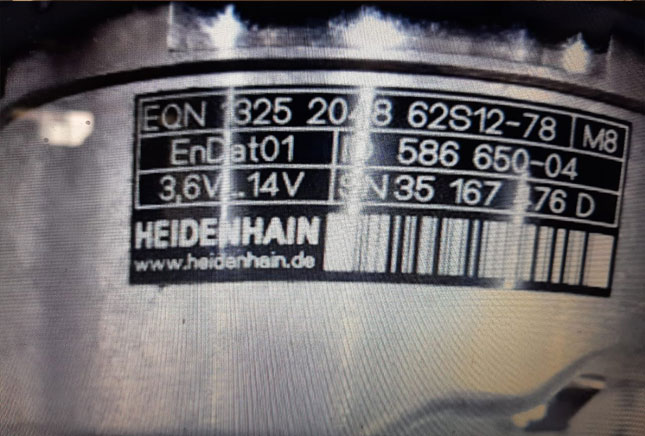 EQN 1325 2048 62S12-78 M8
EnDat01 ID 586 650-04
3,6V...14V SN 35 167 D
HEIDENHAIN
www.heidenhain.de